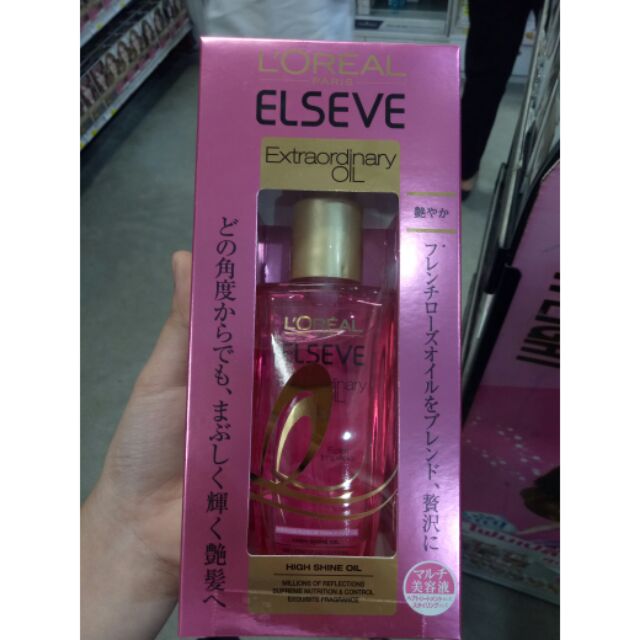 L'ORÉAL
PARIS
ELSEVE
Extraordinary
OIL
艶やか
フレンチローズオイルをブレンド、贅沢に
どの角度からでも、まぶしく輝く艶髪へ
L'ORÉAL
ELSEVE
Extraordinary
OIL
HIGH SHINE OIL
MILLIONS OF REFLECTIONS
SUPREME NUTRITION & CONTROL
EXQUISITE FRAGRANCE
マルチ
美容液